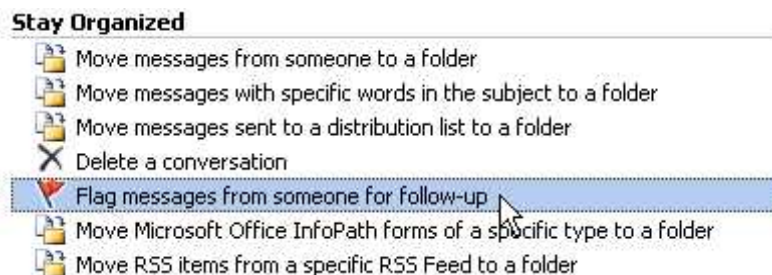 Stay Organized
Move messages from someone to a folder
Move messages with specific words in the subject to a folder
Move messages sent to a distribution list to a folder
Delete a conversation
Flag messages from someone for follow-up
Move Microsoft Office InfoPath forms of a specific type to a folder
Move RSS items from a specific RSS Feed to a folder